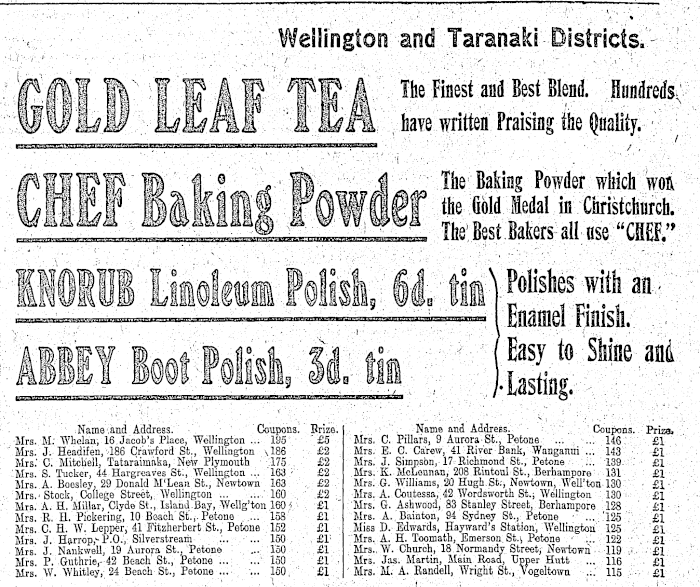 Wellington and Taranaki Districts.
GOLD LEAF TEA
The Finest and Best Blend. Hundreds
have written Praising the Quality.
CHEF Baking Powder
The Baking Powder which won
the Gold Medal in Christchurch.
The Best Bakers all use "CHEF."
KNORUB Linoleum Polish, 6d. tin
ABBEY Boot Polish, 3d. tin
Polishes with an
Enamel Finish.
Easy to Shine and
Lasting.
Name and Address. Coupons. Prize.
Mrs. M. Whelan, 16 Jacob's Place, Wellington ... 195 £5
Mrs. J. Headifen, 186 Crawford St., Wellington 186 £2
Mrs. C. Mitchell, Tataraimaka, New Plymouth 175 £2
Mrs. S. Tucker, 44 Hargreaves St., Wellington 163 £2
Mrs. A. Boesley, 29 Donald M'Lean St., Newtown 163 £2
Mrs. Stock, College Street, Wellington ... 160 £2
Mrs. A. H. Millar, Clyde St., Island Bay, Wellg'ton 160 £1
Mrs. R. H. Pickering, 10 Beach St., Petone ... 158 £1
Mrs. C. H. W. Lepper, 41 Fitzherbert St., Petone 152 £1
Mrs. J. Harrop, P.O., Silverstream ... 150 £1
Mrs. J. Nankwell, 19 Aurora St., Petone ... 150 £1
Mrs. P. Guthrie, 42 Beach St., Petone ... 150 £1
Mrs. W. Whitley, 24 Beach St., Petone ... 150 £1
Name and Address. Coupons. Prize.
Mrs. C. Pillars, 9 Aurora St., Petone ... ... 146 £1
Mrs. E. C. Carew, 41 River Bank, Wanganui ... 143 £1
Mrs. J. Simpson, 17 Richmond St., Petone ... 139 £1
Mrs. K. McLennan, 208 Rintoul St., Berhampore 131 £1
Mrs. G. Williams, 20 Hugh St., Newtown, Well'ton 130 £1
Mrs. A. Coutessa, 42 Wordsworth St., Wellington 130 £1
Mrs. G. Ashwood, 83 Stanley Street, Berhampore 128 £1
Mrs. A. Bainton, 94 Sydney St., Petone ... 125 £1
Miss D. Edwards, Hayward's Station, Wellington 125 £1
Mrs. A. H. Toomath, Emerson St., Petone ... 122 £1
Mrs. W. Church, 18 Normandy Street, Newtown 119 £1
Mrs. Jas. Martin, Main Road, Upper Hutt ... 116 £1
Mrs. M. A. Randell, Wright St., Vogeltown ... 115 £1